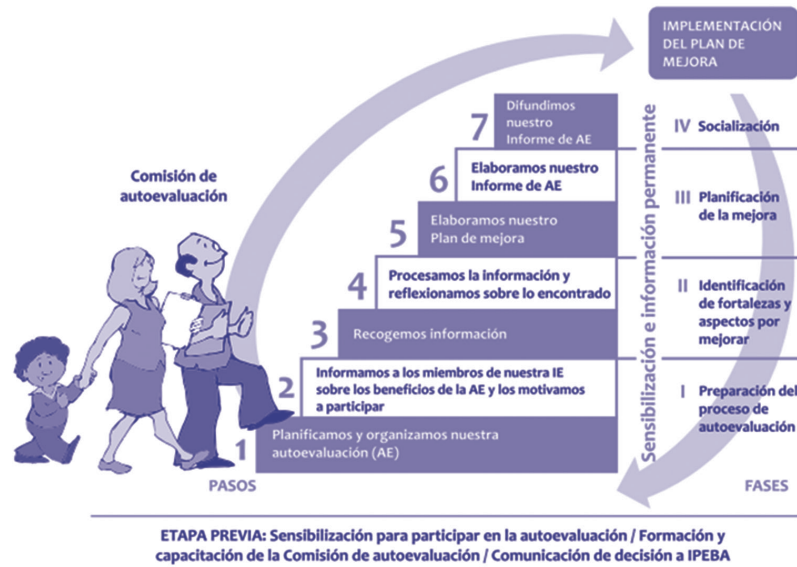 IMPLEMENTACIÓN
DEL PLAN DE
MEJORA
Comisión de
autoevaluación
7
Difundimos
nuestro
Informe de AE
6
Elaboramos nuestro
Informe de AE
5
Elaboramos nuestro
Plan de mejora
4
Procesamos la información y
reflexionamos sobre lo encontrado
3
Recogemos información
2
Informamos a los miembros de nuestra IE
sobre los beneficios de la AE y los motivamos
a participar
1
Planificamos y organizamos nuestra
autoevaluación (AE)
Sensibilización e información permanente
IV Socialización
III Planificación
de la mejora
II Identificación
de fortalezas y
aspectos por
mejorar
I Preparación del
proceso de
autoevaluación
PASOS
FASES
ETAPA PREVIA: Sensibilización para participar en la autoevaluación / Formación y
capacitación de la Comisión de autoevaluación / Comunicación de decisión a IPEBA